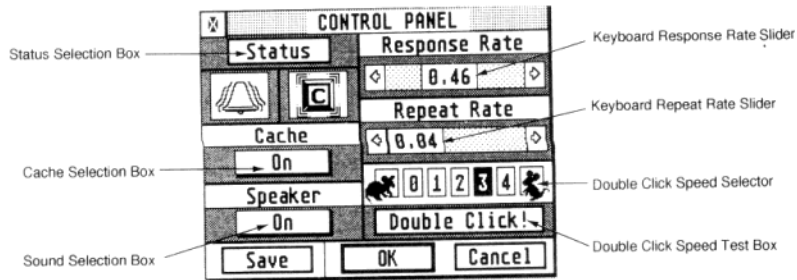 CONTROL PANEL
Status Selection Box
Status
Response Rate
Keyboard Response Rate Slider
0.46
C
Repeat Rate
Keyboard Repeat Rate Slider
Cache
0.04
Cache Selection Box
On
0 1 2 3 4
Double Click Speed Selector
Speaker
Sound Selection Box
On
Double Click!
Double Click Speed Test Box
Save
OK
Cancel